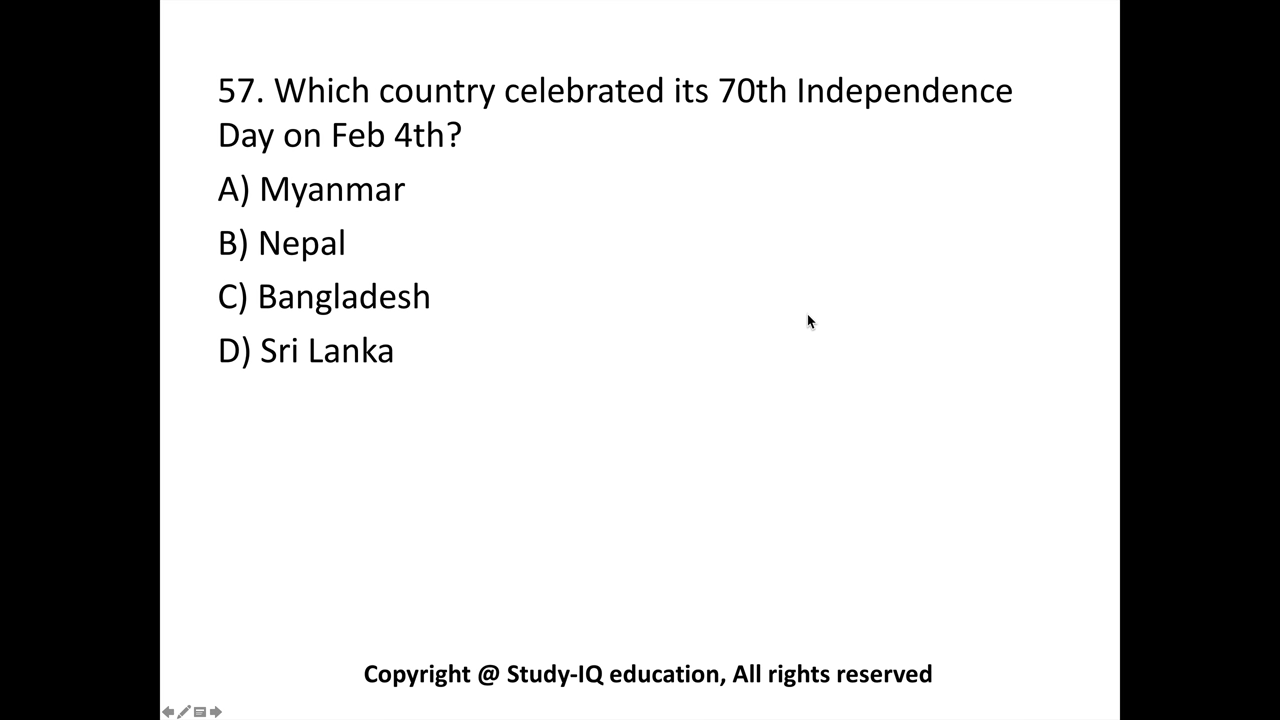 57. Which country celebrated its 70th Independence
Day on Feb 4th?
A) Myanmar
B) Nepal
C) Bangladesh
D) Sri Lanka
Copyright @ Study-IQ education, All rights reserved